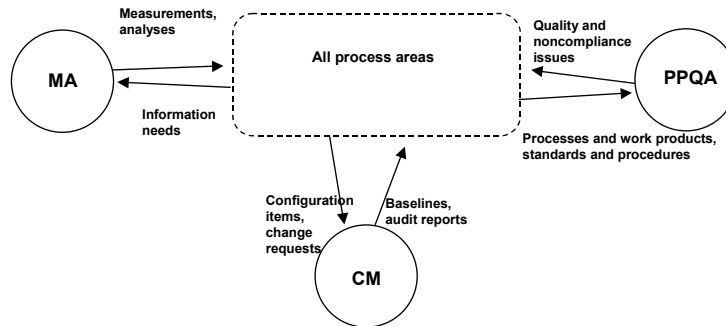 Measurements,
analyses
MA
Information
needs
All process areas
Quality and
noncompliance
issues
PPQA
Processes and work products,
standards and procedures
Configuration
items,
change
requests
Baselines,
audit reports
CM